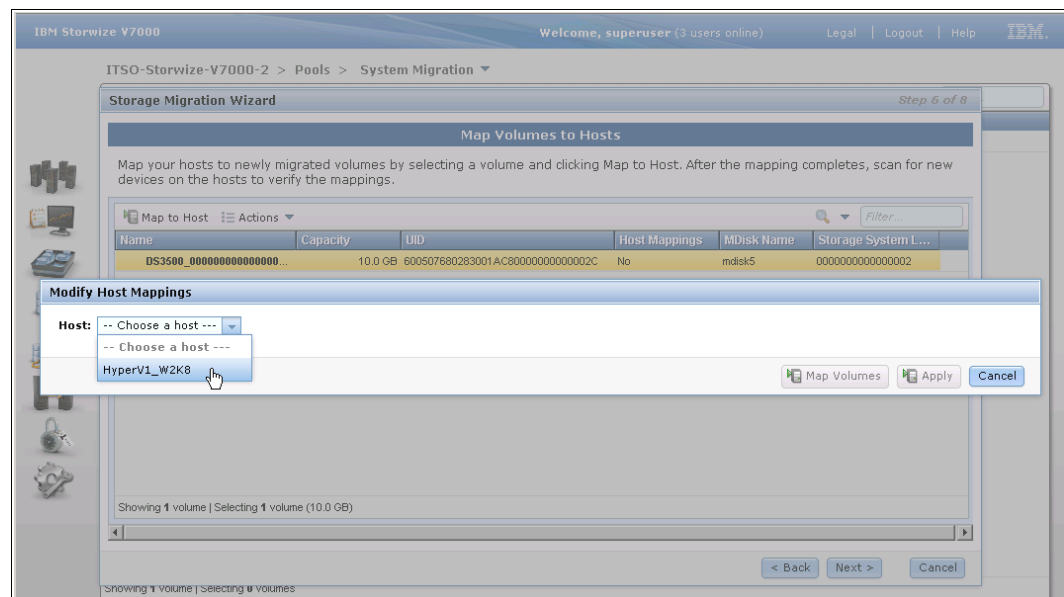 IBM Storwize V7000 Welcome, superuser (3 users online) Legal | Logout | Help IBM.
ITSO-Storwize-V7000-2 > Pools > System Migration
Storage Migration Wizard Step 6 of 8
Map Volumes to Hosts
Map your hosts to newly migrated volumes by selecting a volume and clicking Map to Host. After the mapping completes, scan for new
devices on the hosts to verify the mappings.
Map to Host Actions Filter...
Name Capacity UID Host Mappings MDisk Name Storage System L...
DS3500_000000000000000... 10.0 GB 600507680283001AC80000000000002C No mdisk5 0000000000000002
Modify Host Mappings
Host: -- Choose a host ---
-- Choose a host ---
HyperV1_W2K8
Map Volumes Apply Cancel
Showing 1 volume | Selecting 1 volume (10.0 GB)
< Back Next > Cancel
Showing 1 volume | Selecting 0 volumes